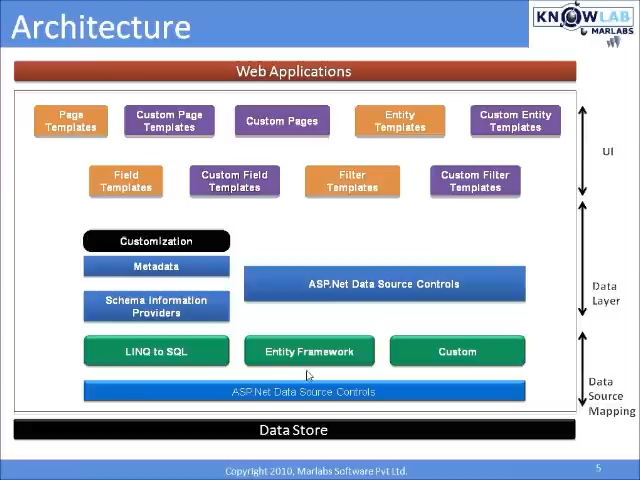 Architecture
KNOWLAB
MARLABS
Web Applications
Page
Templates
Custom Page
Templates
Custom Pages
Entity
Templates
Custom Entity
Templates
UI
Field
Templates
Custom Field
Templates
Filter
Templates
Custom Filter
Templates
Customization
Metadata
ASP.Net Data Source Controls
Schema Information
Providers
Data
Layer
LINQ to SQL
Entity Framework
Custom
ASP.Net Data Source Controls
Data
Source
Mapping
Data Store
Copyright 2010, Marlabs Software Pvt Ltd.
5